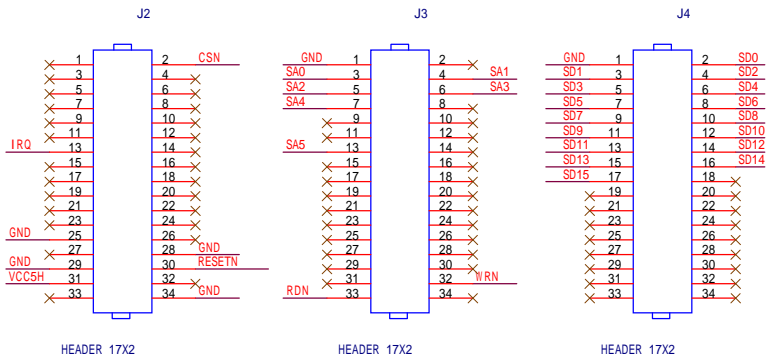 J2 J3 J4
1 2 CSN GND 1 2 GND 1 2 SD0
3 4 SA0 3 4 SA1 SD1 3 4 SD2
5 6 SA2 5 6 SA3 SD3 5 6 SD4
7 8 SA4 7 8 SD5 7 8 SD6
9 10 9 10 SD7 9 10 SD8
11 12 11 12 SD9 11 12 SD10
IRQ 13 14 SA5 13 14 SD11 13 14 SD12
15 16 15 16 SD13 15 16 SD14
17 18 17 18 SD15 17 18
19 20 19 20 19 20
21 22 21 22 21 22
23 24 23 24 23 24
GND 25 26 25 26 25 26
27 28 GND 27 28 27 28
GND 29 30 RESETN 29 30 29 30
VCC5H 31 32 31 32 WRN 31 32
33 34 GND RDN 33 34 33 34
HEADER 17X2 HEADER 17X2 HEADER 17X2